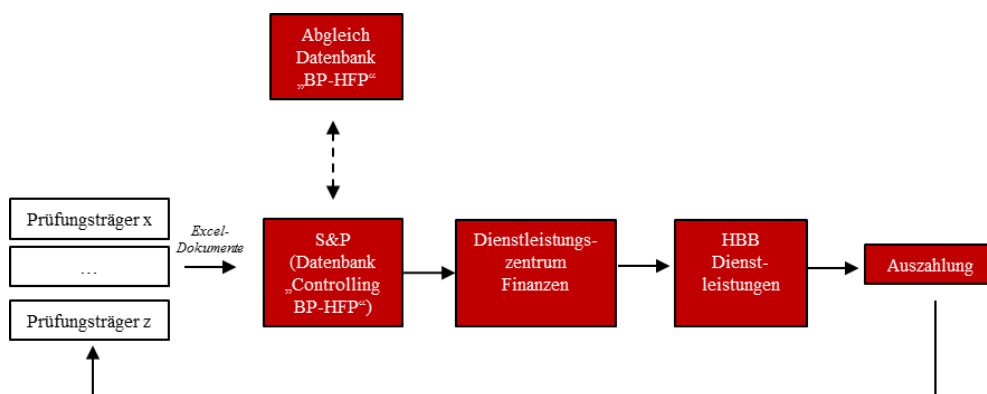 Abgleich
Datenbank
„BP-HFP“
Prüfungsträger x
…
Prüfungsträger z
Excel-
Dokumente
S&P
(Datenbank
„Controlling
BP-HFP“)
Dienstleistungs-
zentrum
Finanzen
HBB
Dienst-
leistungen
Auszahlung